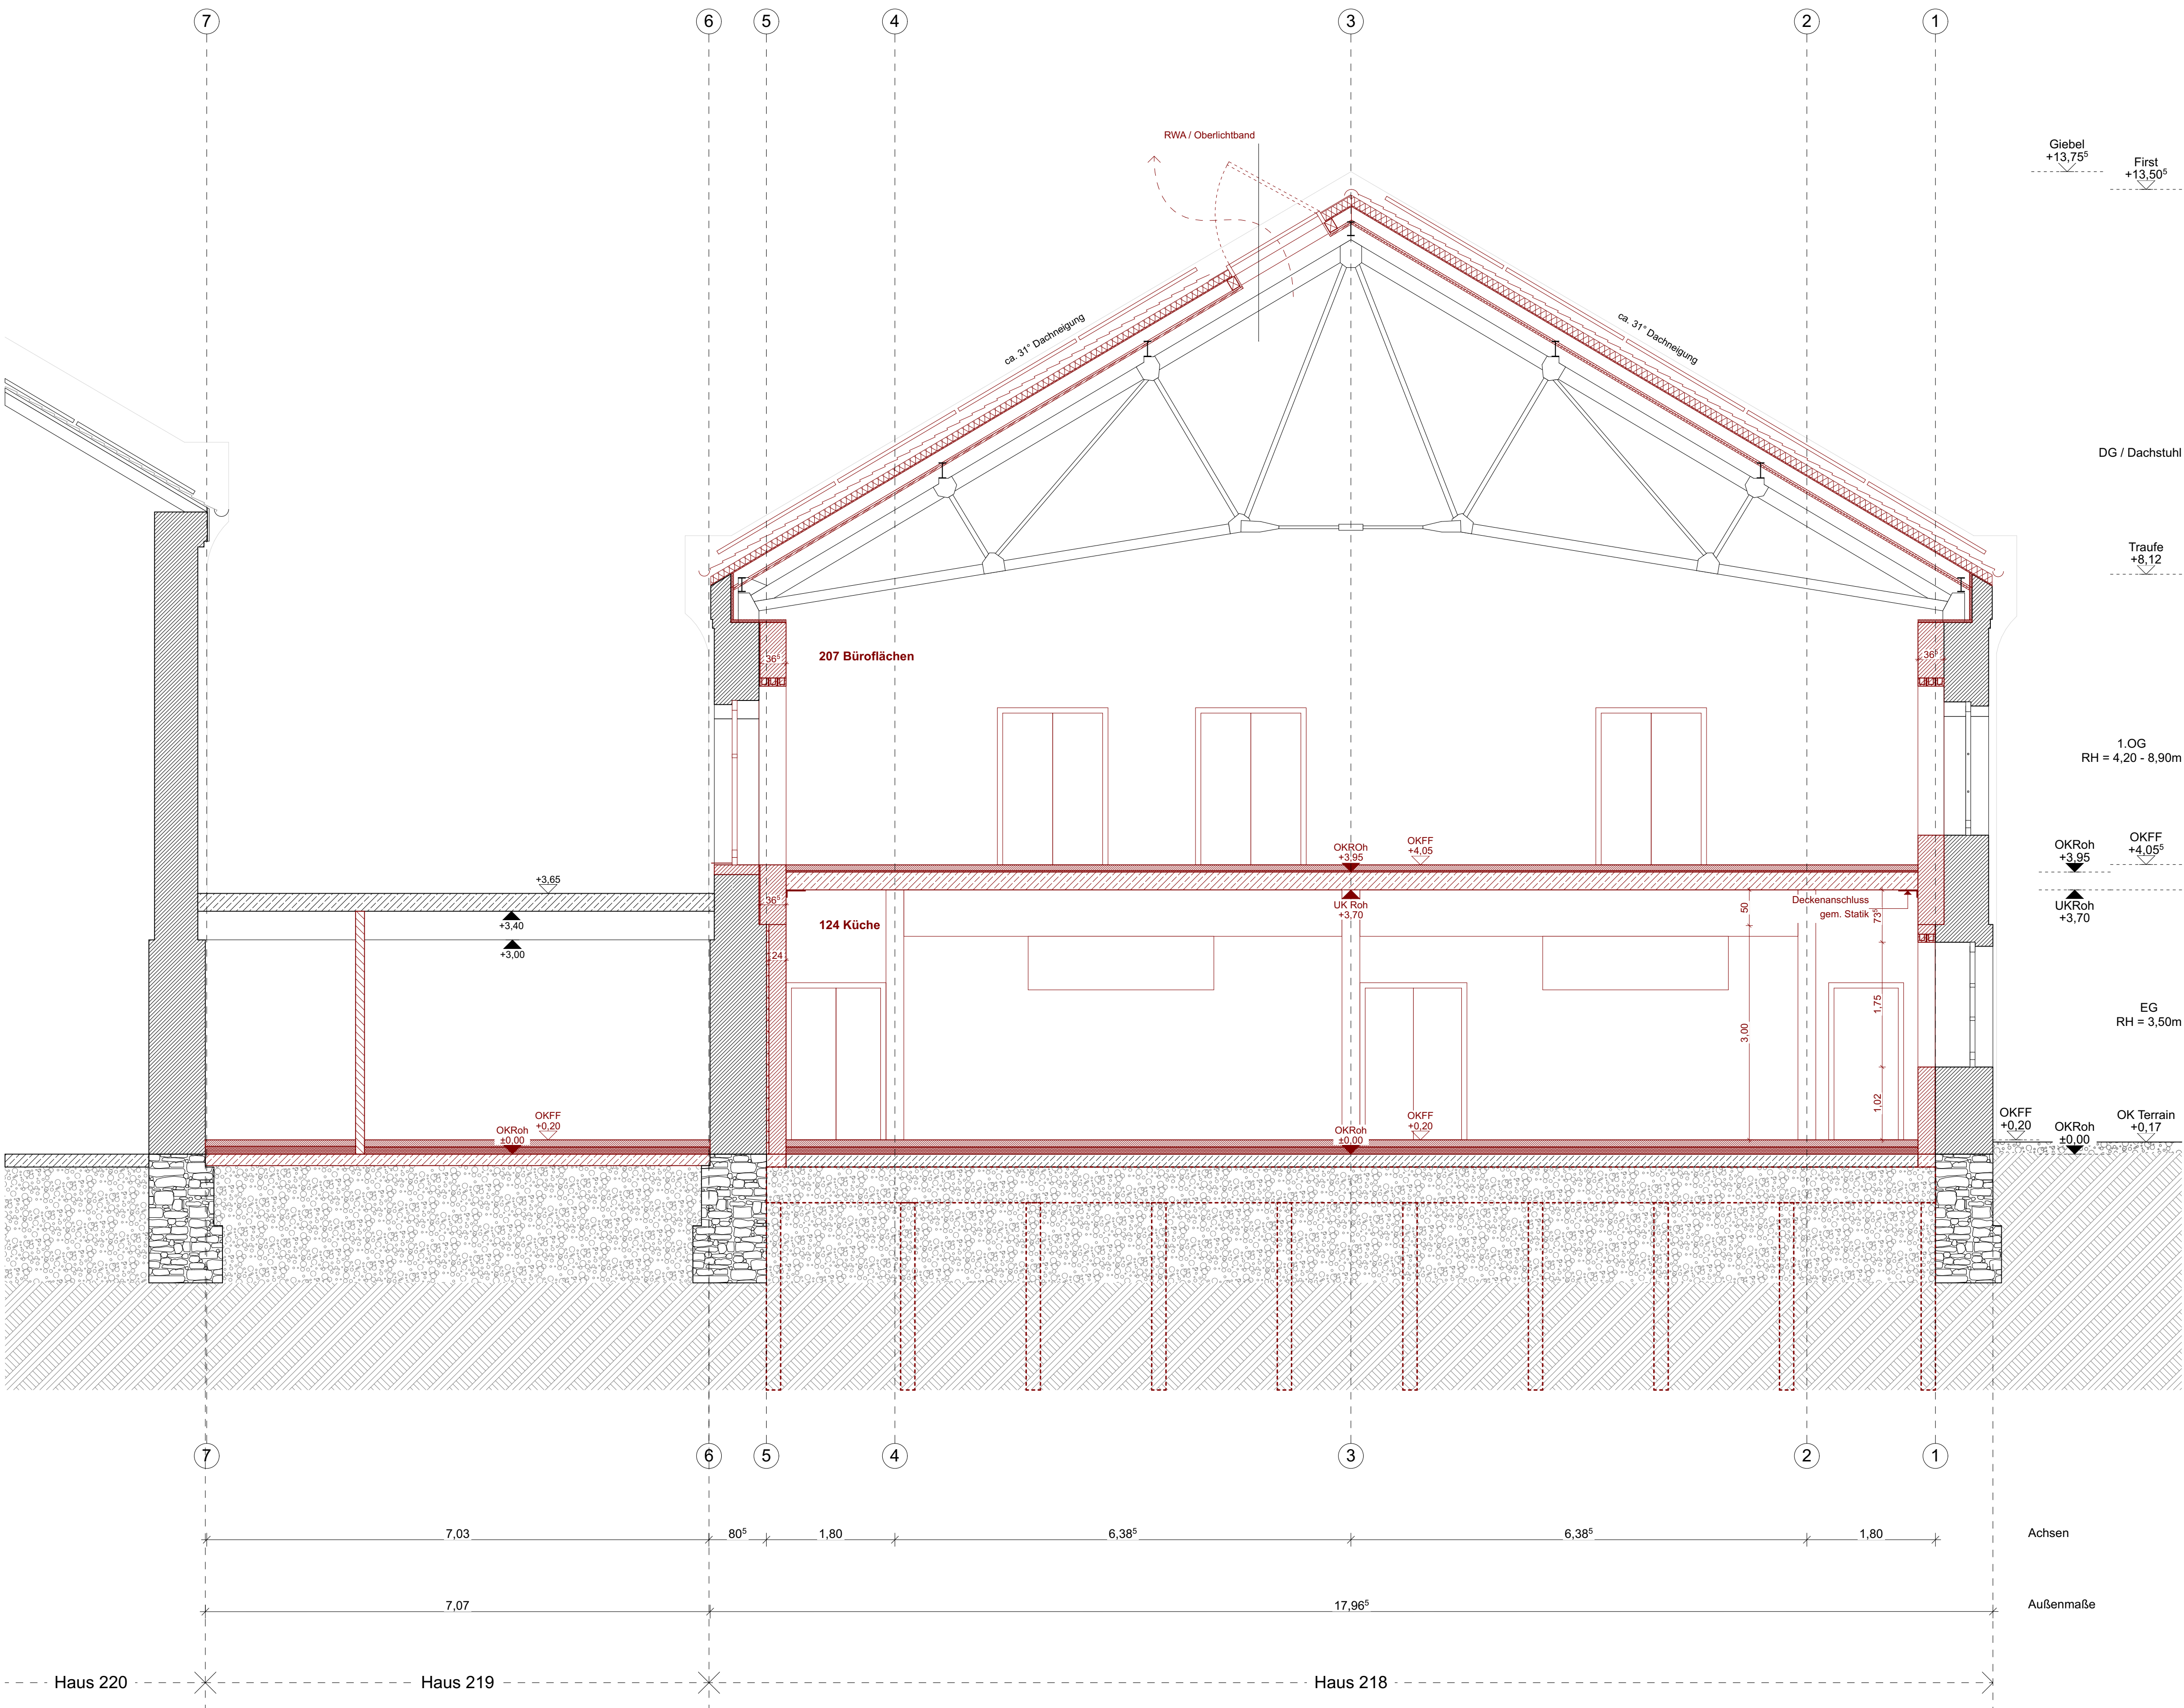 7 6 5 4 3 2 1
RWA / Oberlichtband
Giebel
+13,75⁵
First
+13,50⁵
ca. 31° Dachneigung
ca. 31° Dachneigung
DG / Dachstuhl
Traufe
+8,12
36⁵
207 Büroflächen
36⁵
1.OG
RH = 4,20 - 8,90m
OKROh
+3,95
OKFF
+4,05
OKRoh
+3,95
OKFF
+4,05⁵
+3,65
36⁵
UK Roh
+3,70
50
Deckenanschluss
gem. Statik
73⁵
UKRoh
+3,70
+3,40
124 Küche
+3,00
24
1,75
3,00
EG
RH = 3,50m
1,02
OKFF
+0,20
OKRoh
±0,00
OKFF
+0,20
OKRoh
±0,00
OKFF
+0,20
OKRoh
±0,00
OK Terrain
+0,17
7 6 5 4 3 2 1
7,03 80⁵ 1,80 6,38⁵ 6,38⁵ 1,80 Achsen
7,07 17,96⁵ Außenmaße
Haus 220 Haus 219 Haus 218